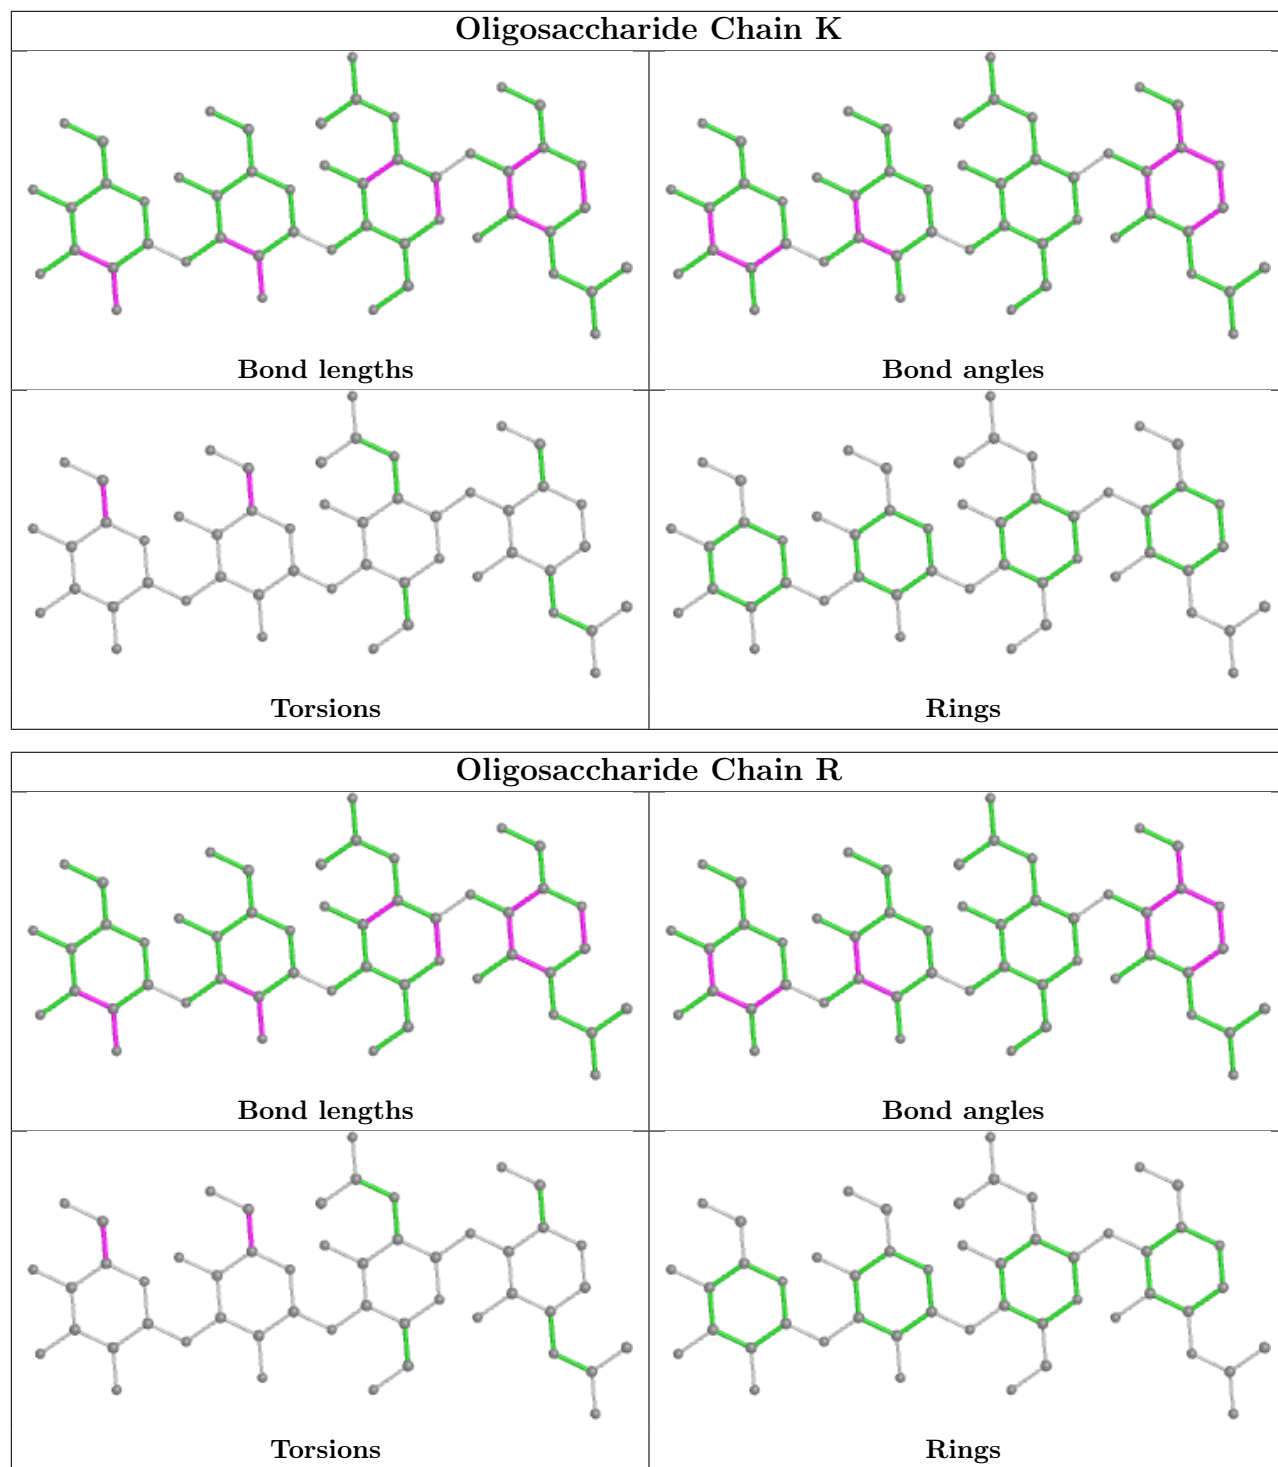 Oligosaccharide Chain K
Bond lengths
Bond angles
Torsions
Rings
Oligosaccharide Chain R
Bond lengths
Bond angles
Torsions
Rings